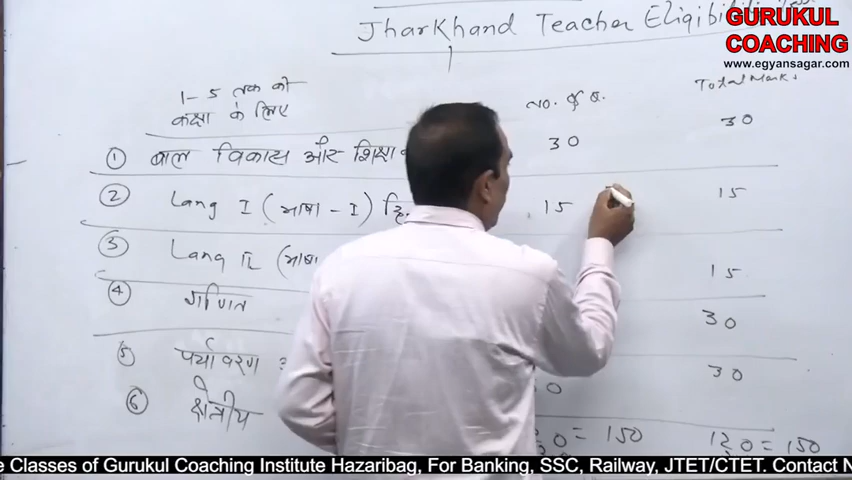 Jharkhand Teacher Eligibility
GURUKUL
COACHING
www.egyansagar.com
1-5 तक की
कक्षा के लिए
No. of Q.
Total Marks
① बाल विकास और शिक्षा 30 30
② Lang I (भाषा - I) 15 15
③ Lang II (भाषा 15
④ गणित 30
⑤ पर्यावरण 30
⑥ क्षेत्रीय
= 150 = 150
e Classes of Gurukul Coaching Institute Hazaribag, For Banking, SSC, Railway, JTET/CTET. Contact N